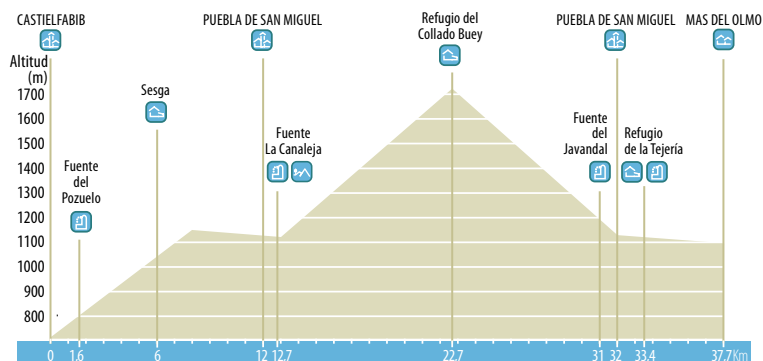 CASTIELFABIB
PUEBLA DE SAN MIGUEL
Refugio del
Collado Buey
PUEBLA DE SAN MIGUEL
MAS DEL OLMO
Altitud
(m)
1700
1600
1500
1400
1300
1200
1100
1000
900
800
Fuente
del
Pozuelo
Sesga
Fuente
La Canaleja
Fuente
del
Javandal
Refugio
de la Tejería
0 1.6 6 12 12.7 22.7 31 32 33.4 37.7Km